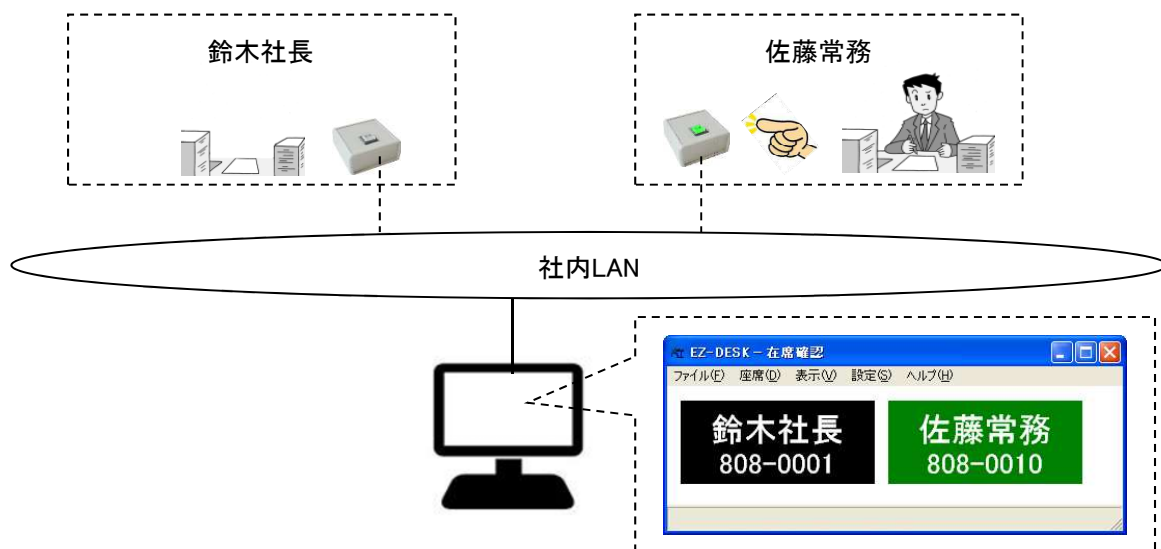 鈴木社長
佐藤常務
社内LAN
EZ-DESK - 在席確認
ファイル(F) 座席(D) 表示(V) 設定(S) ヘルプ(H)
鈴木社長
808-0001
佐藤常務
808-0010